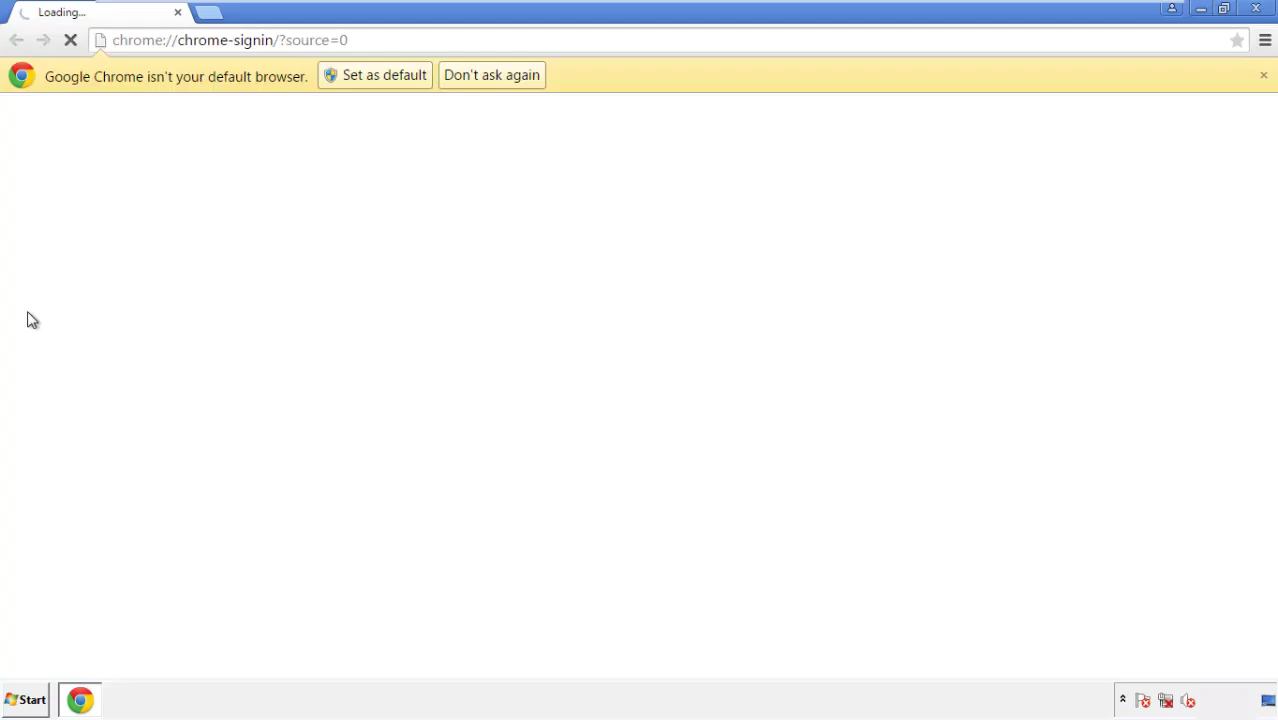 Loading...
chrome://chrome-signin/?source=0
Google Chrome isn't your default browser. Set as default Don't ask again
Start